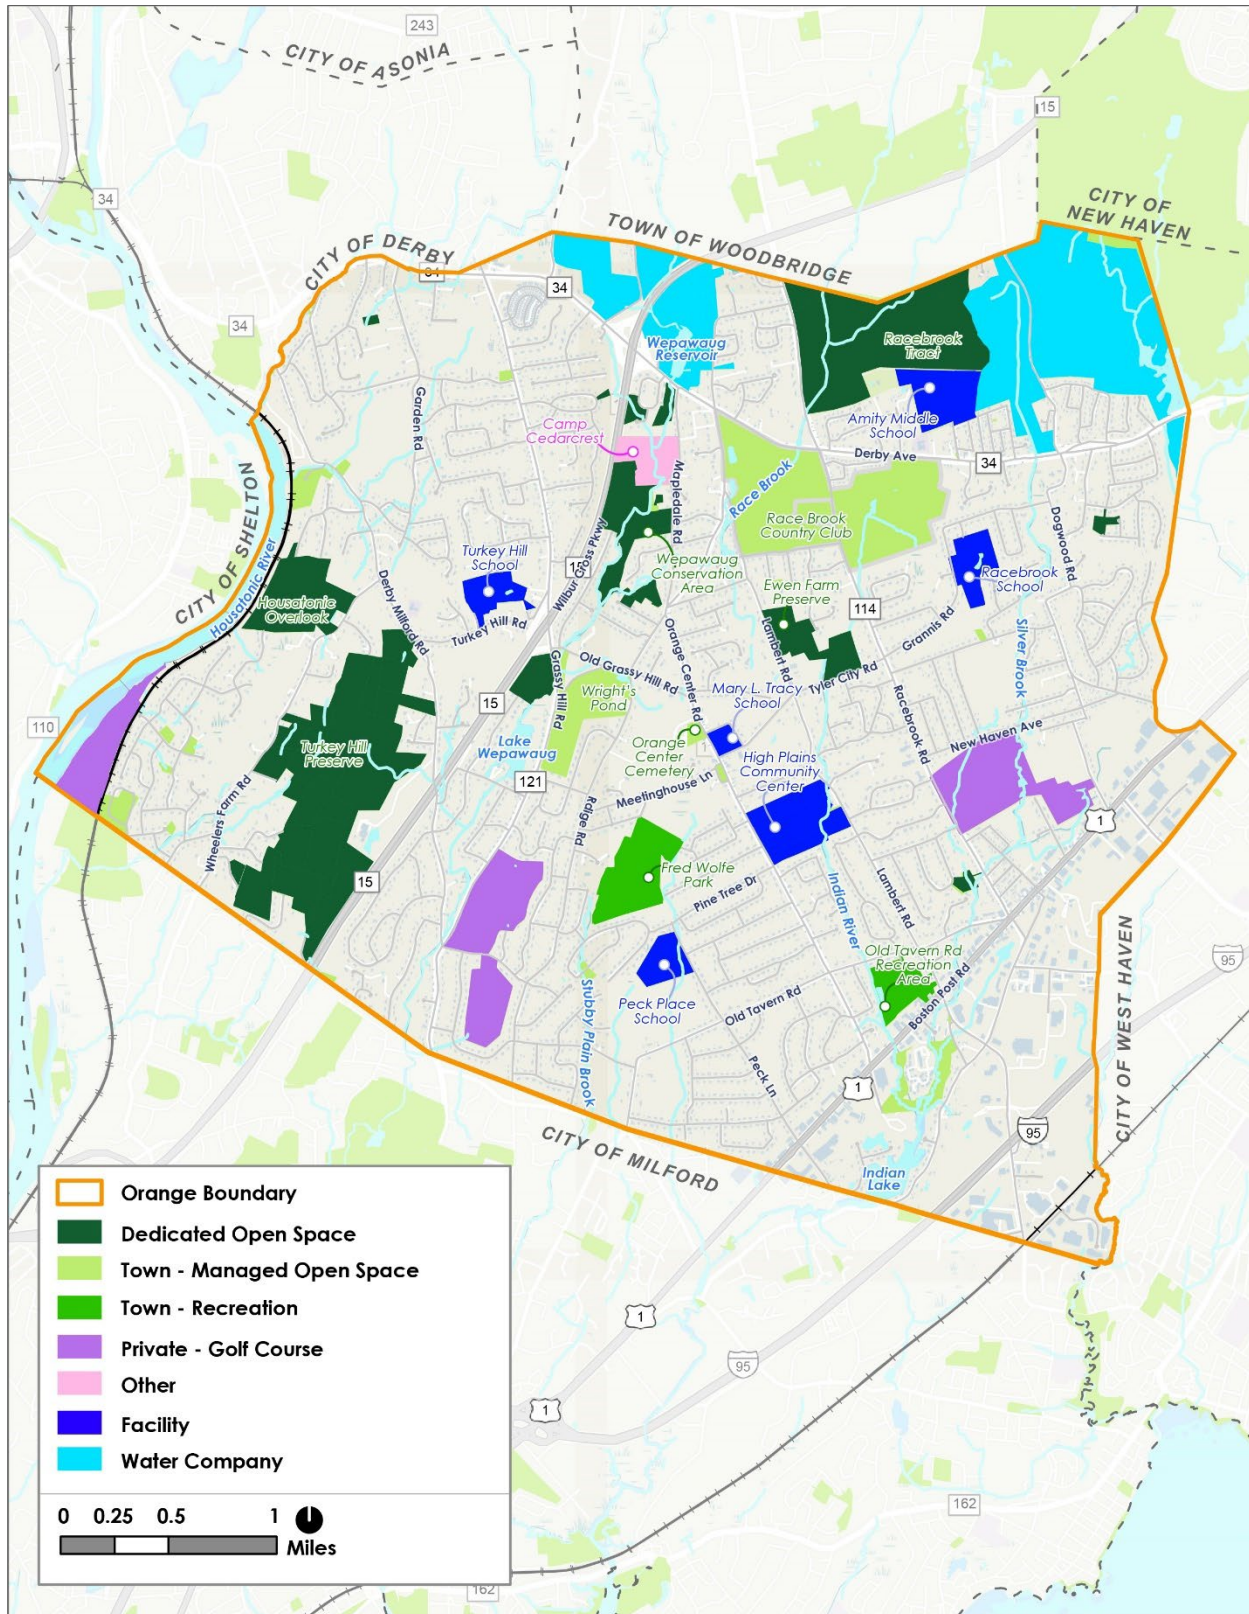 243
CITY OF ASONIA
15
34
CITY OF
NEW HAVEN
TOWN OF WOODBRIDGE
CITY OF DERBY
34
34
34
Wepawaug
Reservoir
Racebrook
Tract
Garden Rd
Amity Middle
School
Camp
Cedarcrest
Derby Ave
34
Mapledale Rd
Race Brook
CITY OF SHELTON
Housatonic River
Race Brook
Country Club
Dogwood Rd
Wilbur Cross Pkwy
Turkey Hill
School
15
Wepawaug
Conservation
Area
Racebrook
School
Ewen Farm
Preserve
Housatonic
Overlook
Derby Milford Rd
114
Turkey Hill Rd
Grannis Rd
Silver Brook
Orange Center Rd
Lambert Rd
Old Grassy Hill Rd
Grassy Hill Rd
Tyler City Rd
Wright's
Pond
Mary L. Tracy
School
15
Racebrook Rd
110
Lake
Wepawaug
Turkey Hill
Preserve
Orange
Center
Cemetery
New Haven Ave
High Plains
Community
Center
121
Meetinghouse Ln
Wheelers Farm Rd
Rdige Rd
1
15
Fred Wolfe
Park
Pine Tree Dr
Lambert Rd
Indian River
Old Tavern Rd
Recreation
Area
95
Boston Post Rd
Peck Place
School
Old Tavern Rd
Stubby Plain Brook
Peck Ln
1
CITY OF WEST HAVEN
95
CITY OF MILFORD
Indian
Lake
Orange Boundary
Dedicated Open Space
Town - Managed Open Space
Town - Recreation
Private - Golf Course
Other
Facility
Water Company
0 0.25 0.5 1
Miles
1
95
1
162
162